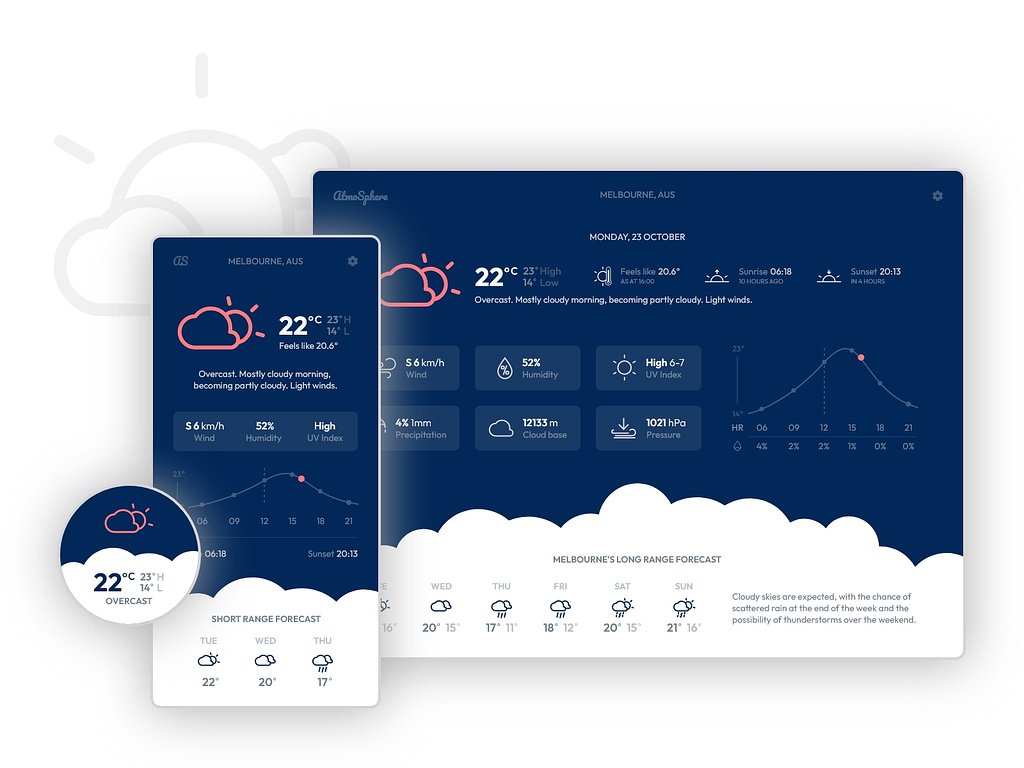 AtmoSphere
MELBOURNE, AUS
MONDAY, 23 OCTOBER
22°C 23° High
14° Low
Feels like 20.6°
AS AT 16:00
Sunrise 06:18
10 HOURS AGO
Sunset 20:13
IN 4 HOURS
Overcast. Mostly cloudy morning, becoming partly cloudy. Light winds.
S 6 km/h
Wind
52%
Humidity
High 6-7
UV Index
4% 1mm
Precipitation
12133 m
Cloud base
1021 hPa
Pressure
23°
14°
HR 06 09 12 15 18 21
4% 2% 2% 1% 0% 0%
MELBOURNE'S LONG RANGE FORECAST
WED THU FRI SAT SUN
16° 20° 15° 17° 11° 18° 12° 20° 15° 21° 16°
Cloudy skies are expected, with the chance of
scattered rain at the end of the week and the
possibility of thunderstorms over the weekend.
AS
MELBOURNE, AUS
22°C 23° H
14° L
Feels like 20.6°
Overcast. Mostly cloudy morning,
becoming partly cloudy. Light winds.
S 6 km/h 52% High
Wind Humidity UV Index
23°
06 09 12 15 18 21
06:18 Sunset 20:13
SHORT RANGE FORECAST
TUE WED THU
22° 20° 17°
22°C 23° H
14° L
OVERCAST